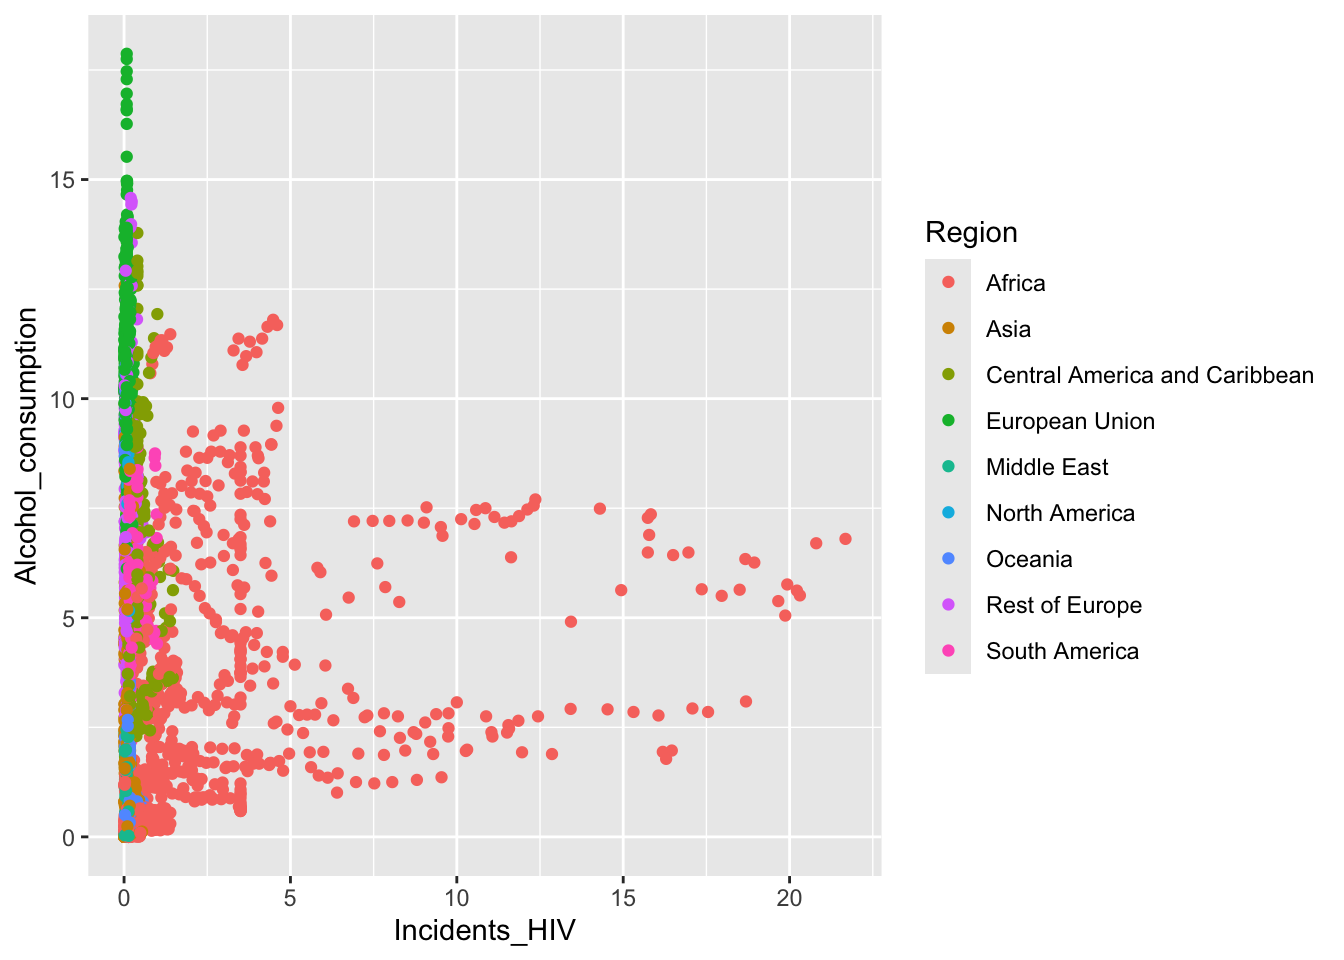 15
10
5
0
0 5 10 15 20
Incidents_HIV
Alcohol_consumption
Region
Africa
Asia
Central America and Caribbean
European Union
Middle East
North America
Oceania
Rest of Europe
South America